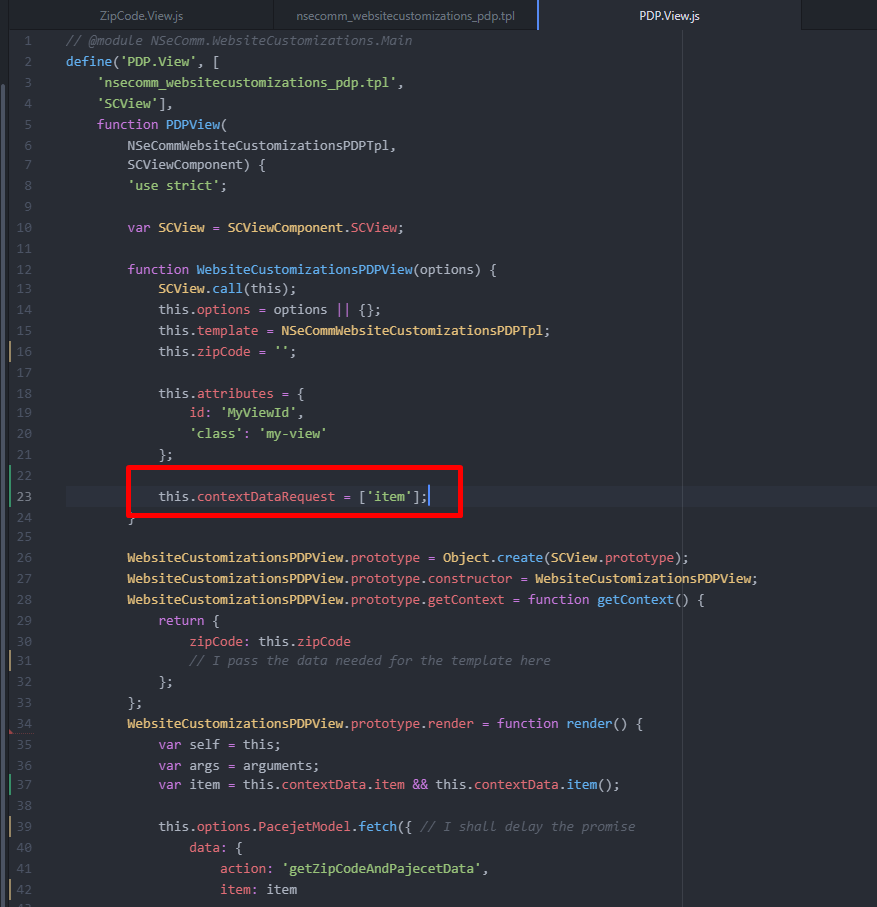 ZipCode.View.js nsecomm_websitecustomizations_pdp.tpl PDP.View.js
1 // @module NSeComm.WebsiteCustomizations.Main
2 define('PDP.View', [
3 'nsecomm_websitecustomizations_pdp.tpl',
4 'SCView'],
5 function PDPView(
6 NSeCommWebsiteCustomizationsPDPTpl,
7 SCViewComponent) {
8 'use strict';
9
10 var SCView = SCViewComponent.SCView;
11
12 function WebsiteCustomizationsPDPView(options) {
13 SCView.call(this);
14 this.options = options || {};
15 this.template = NSeCommWebsiteCustomizationsPDPTpl;
16 this.zipCode = '';
17
18 this.attributes = {
19 id: 'MyViewId',
20 'class': 'my-view'
21 };
22
23 this.contextDataRequest = ['item'];
24 }
25
26 WebsiteCustomizationsPDPView.prototype = Object.create(SCView.prototype);
27 WebsiteCustomizationsPDPView.prototype.constructor = WebsiteCustomizationsPDPView;
28 WebsiteCustomizationsPDPView.prototype.getContext = function getContext() {
29 return {
30 zipCode: this.zipCode
31 // I pass the data needed for the template here
32 };
33 };
34 WebsiteCustomizationsPDPView.prototype.render = function render() {
35 var self = this;
36 var args = arguments;
37 var item = this.contextData.item && this.contextData.item();
38
39 this.options.PacejetModel.fetch({ // I shall delay the promise
40 data: {
41 action: 'getZipCodeAndPajecetData',
42 item: item